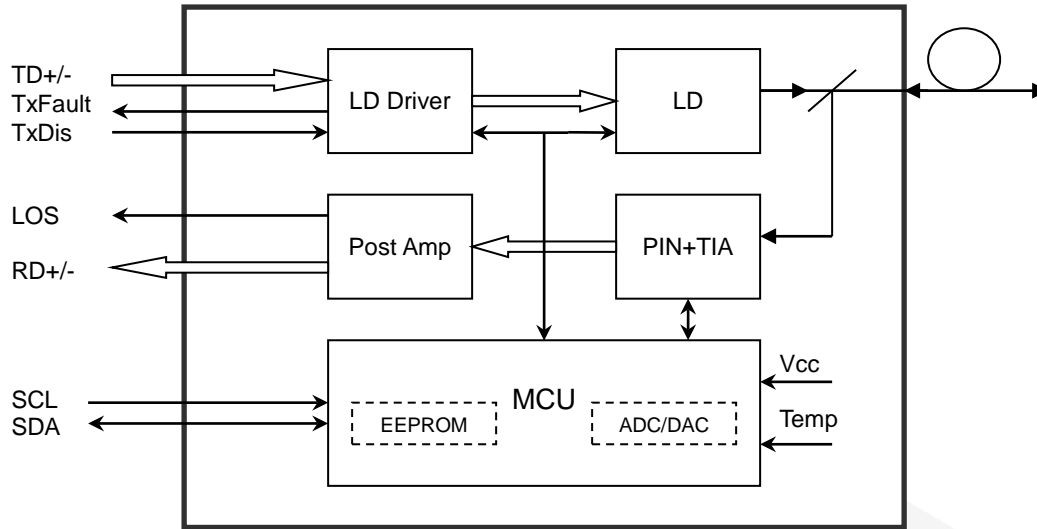 TD+/-
TxFault
TxDis
LD Driver
LD
LOS
RD+/-
Post Amp
PIN+TIA
SCL
SDA
MCU
EEPROM
ADC/DAC
Vcc
Temp